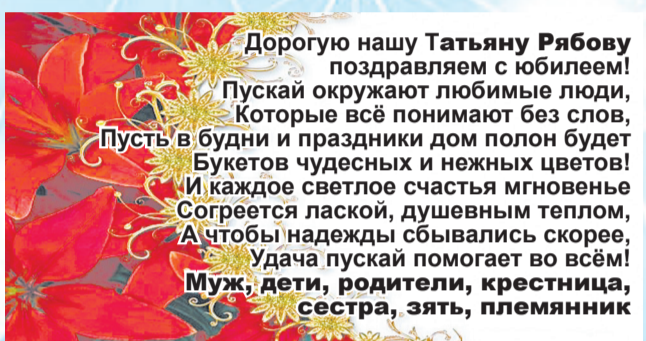 Дорогую нашу Татьяну Рябову
поздравляем с юбилеем!
Пускай окружают любимые люди,
Которые всё понимают без слов,
Пусть в будни и праздники дом полон будет
Букетов чудесных и нежных цветов!
И каждое светлое счастья мгновенье
Согреется лаской, душевным теплом,
А чтобы надежды сбывались скорее,
Удача пускай помогает во всём!
Муж, дети, родители, крестница,
сестра, зять, племянник